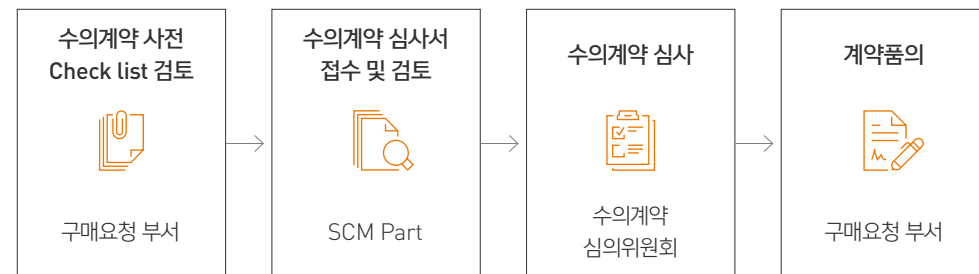 수의계약 사전
Check list 검토
구매요청 부서
수의계약 심사서
접수 및 검토
SCM Part
수의계약 심사
수의계약
심의위원회
계약품의
구매요청 부서